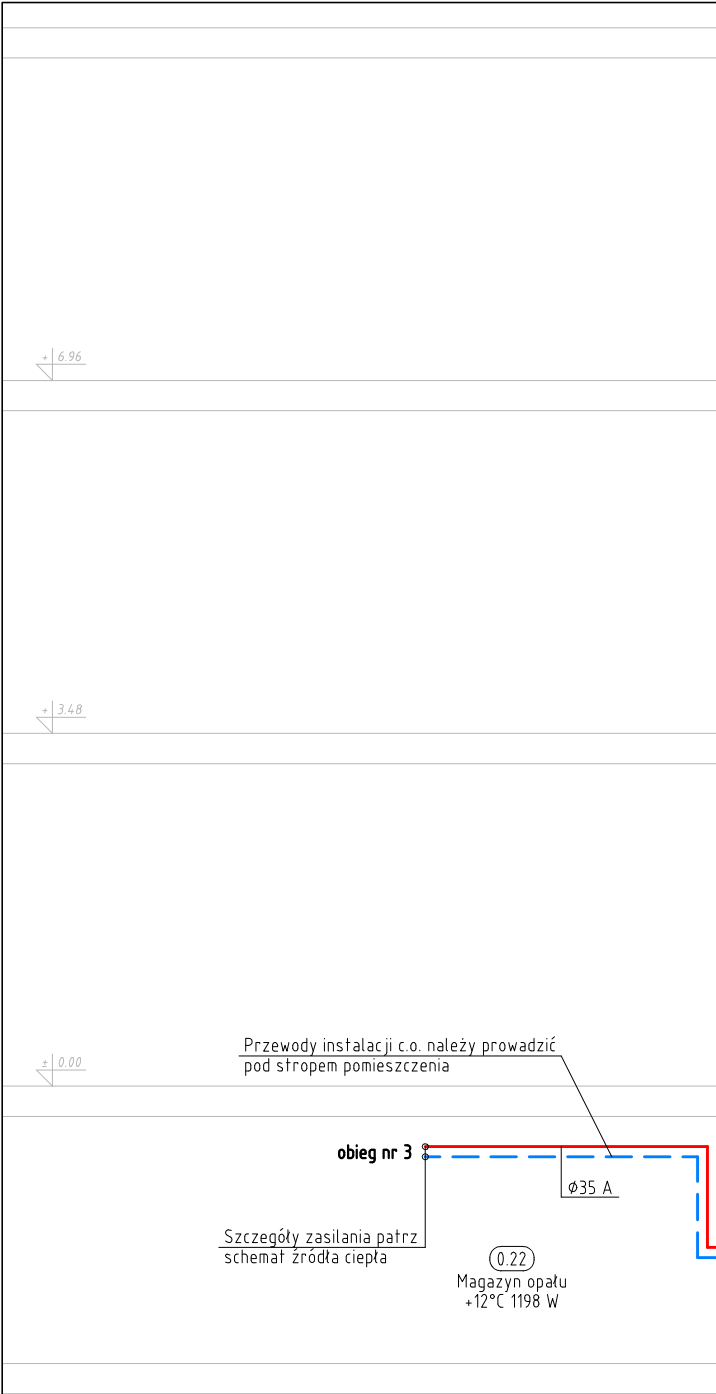 + 6.96
+ 3.48
± 0.00
Przewody instalacji c.o. należy prowadzić
pod stropem pomieszczenia
obieg nr 3
Ø35 A
Szczegóły zasilania patrz
schemat źródła ciepła
0.22
Magazyn opału
+12°C 1198 W